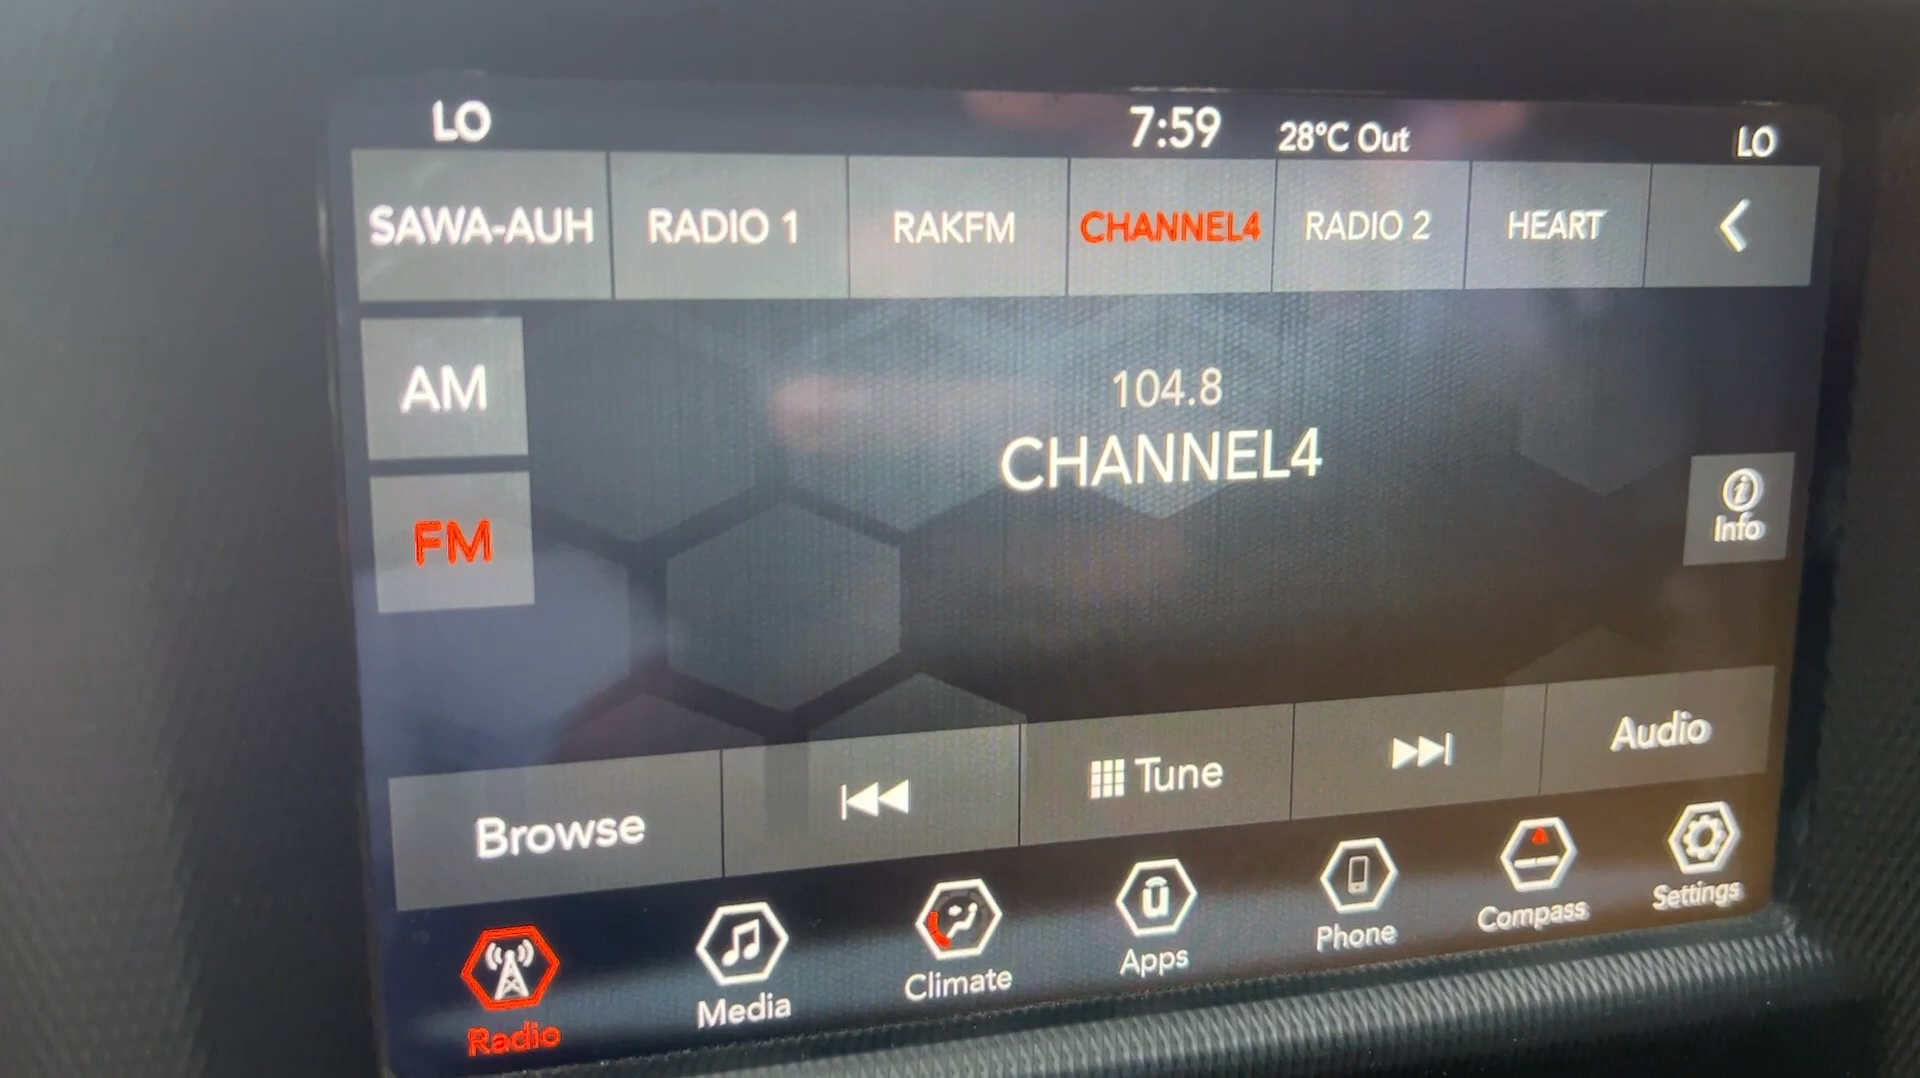 LO 7:59 28°C Out LO
SAWA-AUH RADIO 1 RAKFM CHANNEL4 RADIO 2 HEART
AM
104.8
CHANNEL4
FM
Info
Browse Tune Audio
Radio Media Climate Apps Phone Compass Settings